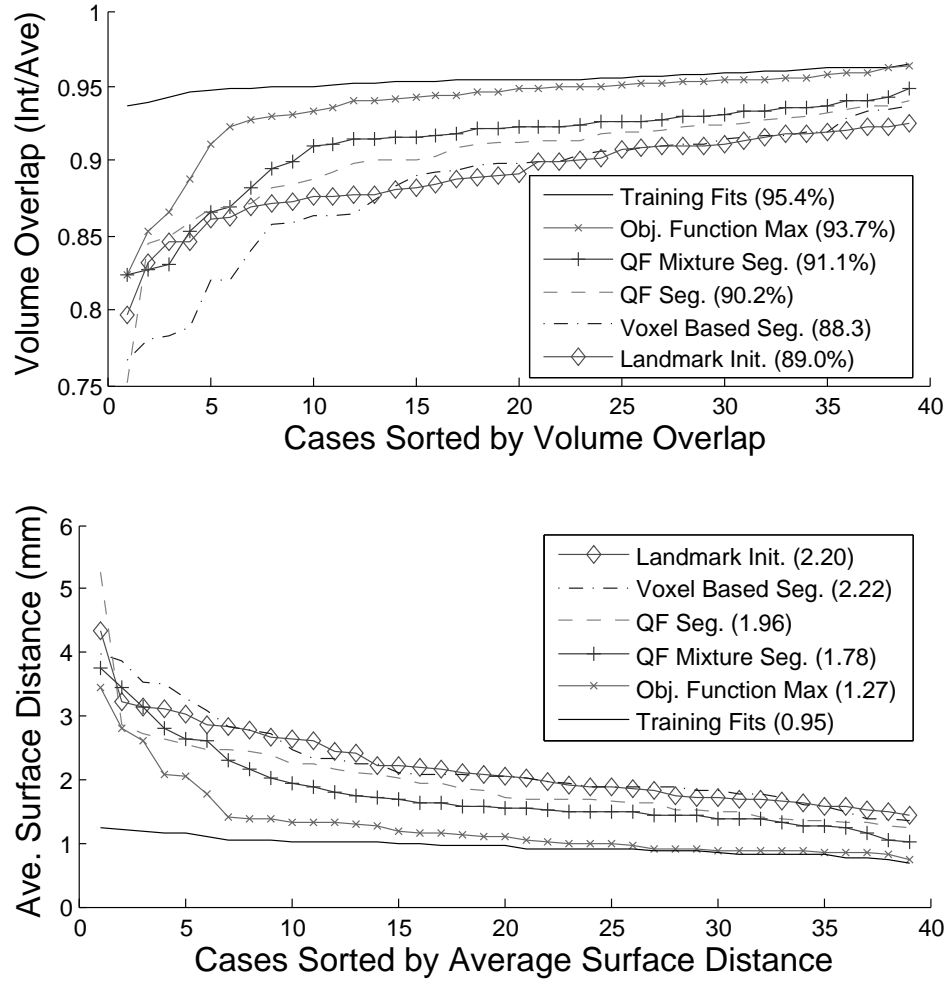 Volume Overlap (Int/Ave)
1
0.95
0.9
0.85
0.8
0.75
Training Fits (95.4%)
Obj. Function Max (93.7%)
QF Mixture Seg. (91.1%)
QF Seg. (90.2%)
Voxel Based Seg. (88.3)
Landmark Init. (89.0%)
0 5 10 15 20 25 30 35 40
Cases Sorted by Volume Overlap
Ave. Surface Distance (mm)
6
5
4
3
2
1
0
Landmark Init. (2.20)
Voxel Based Seg. (2.22)
QF Seg. (1.96)
QF Mixture Seg. (1.78)
Obj. Function Max (1.27)
Training Fits (0.95)
0 5 10 15 20 25 30 35 40
Cases Sorted by Average Surface Distance